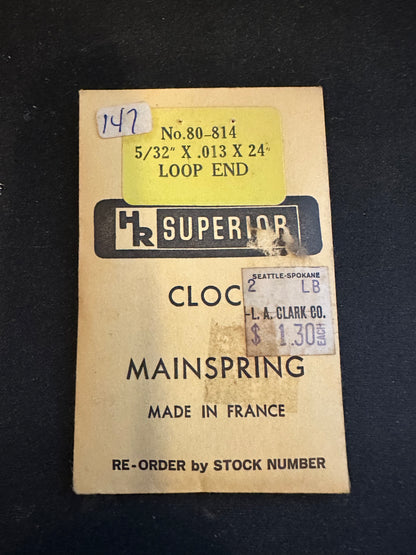 147
No.80-814
5/32" X .013 X 24"
LOOP END
HR SUPERIOR
SEATTLE-SPOKANE
2 LB
L. A. CLARK CO.
$ 1.30 EACH
CLOC
MAINSPRING
MADE IN FRANCE
RE-ORDER by STOCK NUMBER